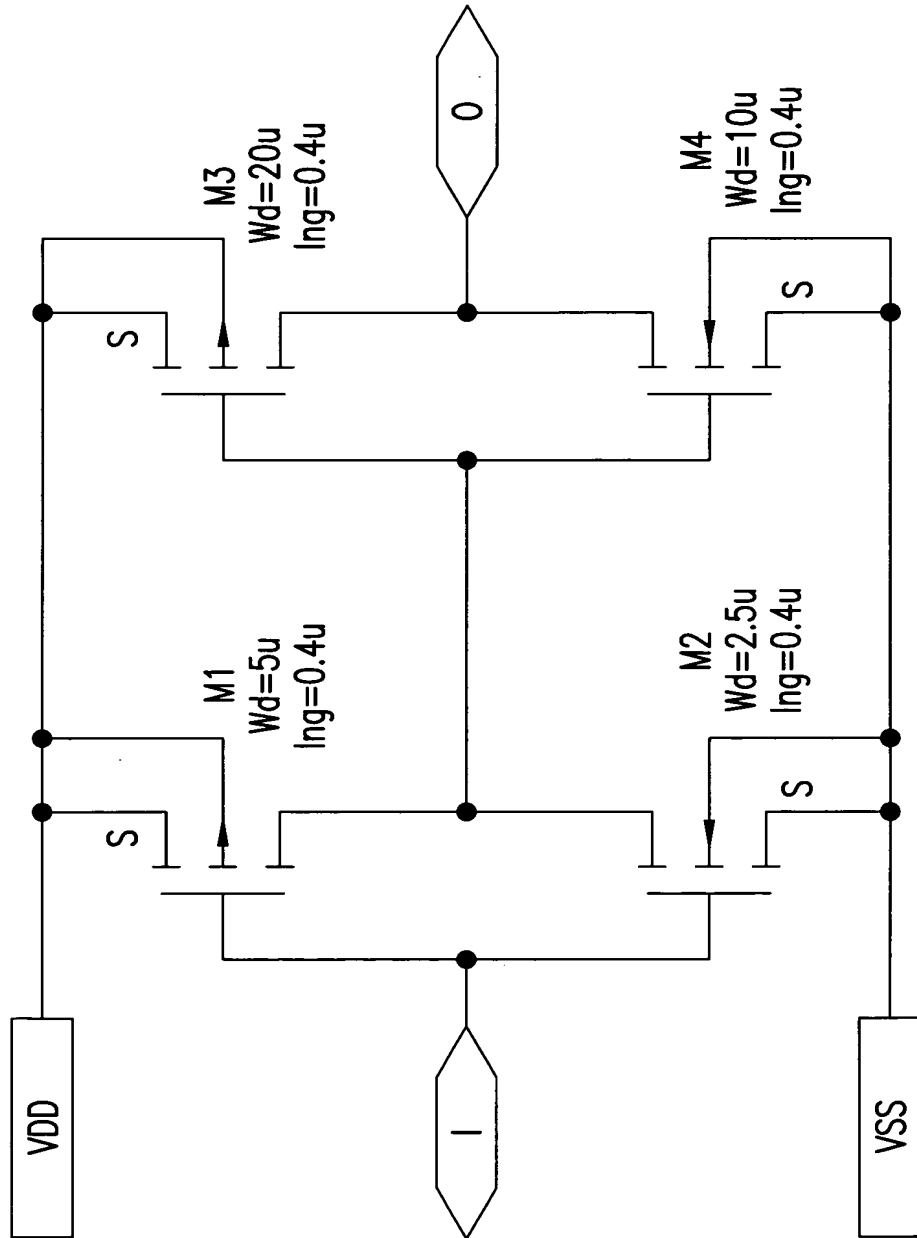 VDD
S
M1
Wd=5u
lng=0.4u
S
M3
Wd=20u
lng=0.4u
I
O
VSS
S
M2
Wd=2.5u
lng=0.4u
S
M4
Wd=10u
lng=0.4u